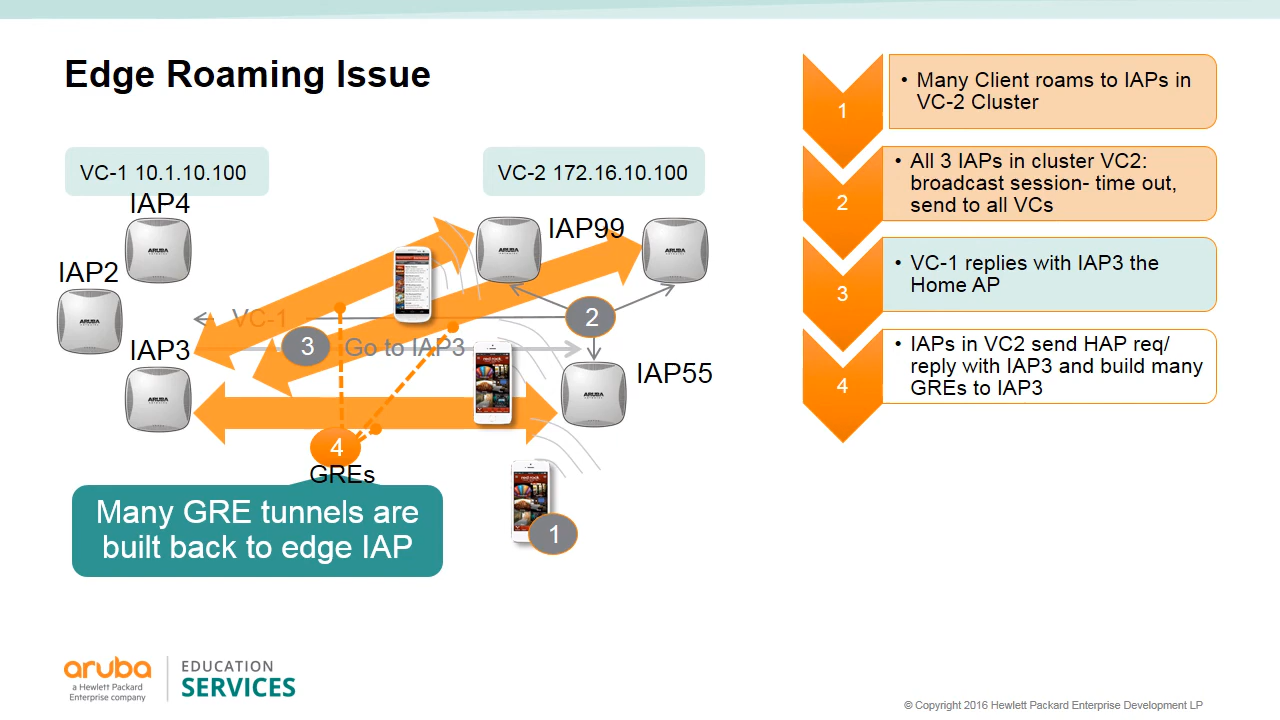 Edge Roaming Issue
VC-1 10.1.10.100
VC-2 172.16.10.100
IAP4
IAP99
IAP2
IAP3
IAP55
VC-1
2
3
Go to IAP3
4
GREs
1
Many GRE tunnels are
built back to edge IAP
1
• Many Client roams to IAPs in
VC-2 Cluster
2
• All 3 IAPs in cluster VC2:
broadcast session- time out,
send to all VCs
3
• VC-1 replies with IAP3 the
Home AP
4
• IAPs in VC2 send HAP req/
reply with IAP3 and build many
GREs to IAP3
aruba
a Hewlett Packard
Enterprise company
EDUCATION
SERVICES
© Copyright 2016 Hewlett Packard Enterprise Development LP